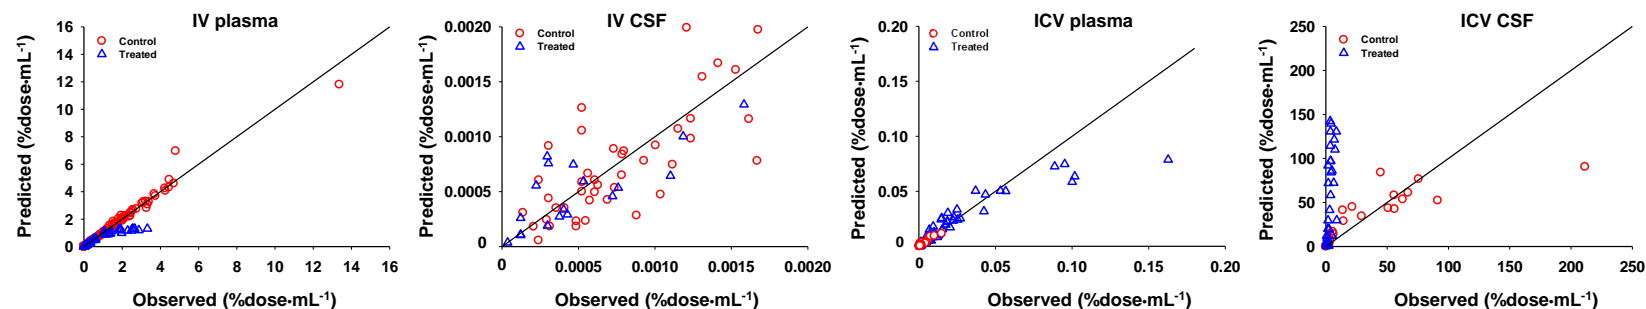 IV plasma
16
14
12
10
8
6
4
2
0
0 2 4 6 8 10 12 14 16
Predicted (%dose·mL-1)
Observed (%dose·mL-1)
Control
Treated
IV CSF
0.0020
0.0015
0.0010
0.0005
0
0 0.0005 0.0010 0.0015 0.0020
Predicted (%dose·mL-1)
Observed (%dose·mL-1)
Control
Treated
ICV plasma
0.20
0.15
0.10
0.05
0
0 0.05 0.10 0.15 0.20
Predicted (%dose·mL-1)
Observed (%dose·mL-1)
Control
Treated
ICV CSF
250
200
150
100
50
0
0 50 100 150 200 250
Predicted (%dose·mL-1)
Observed (%dose·mL-1)
Control
Treated